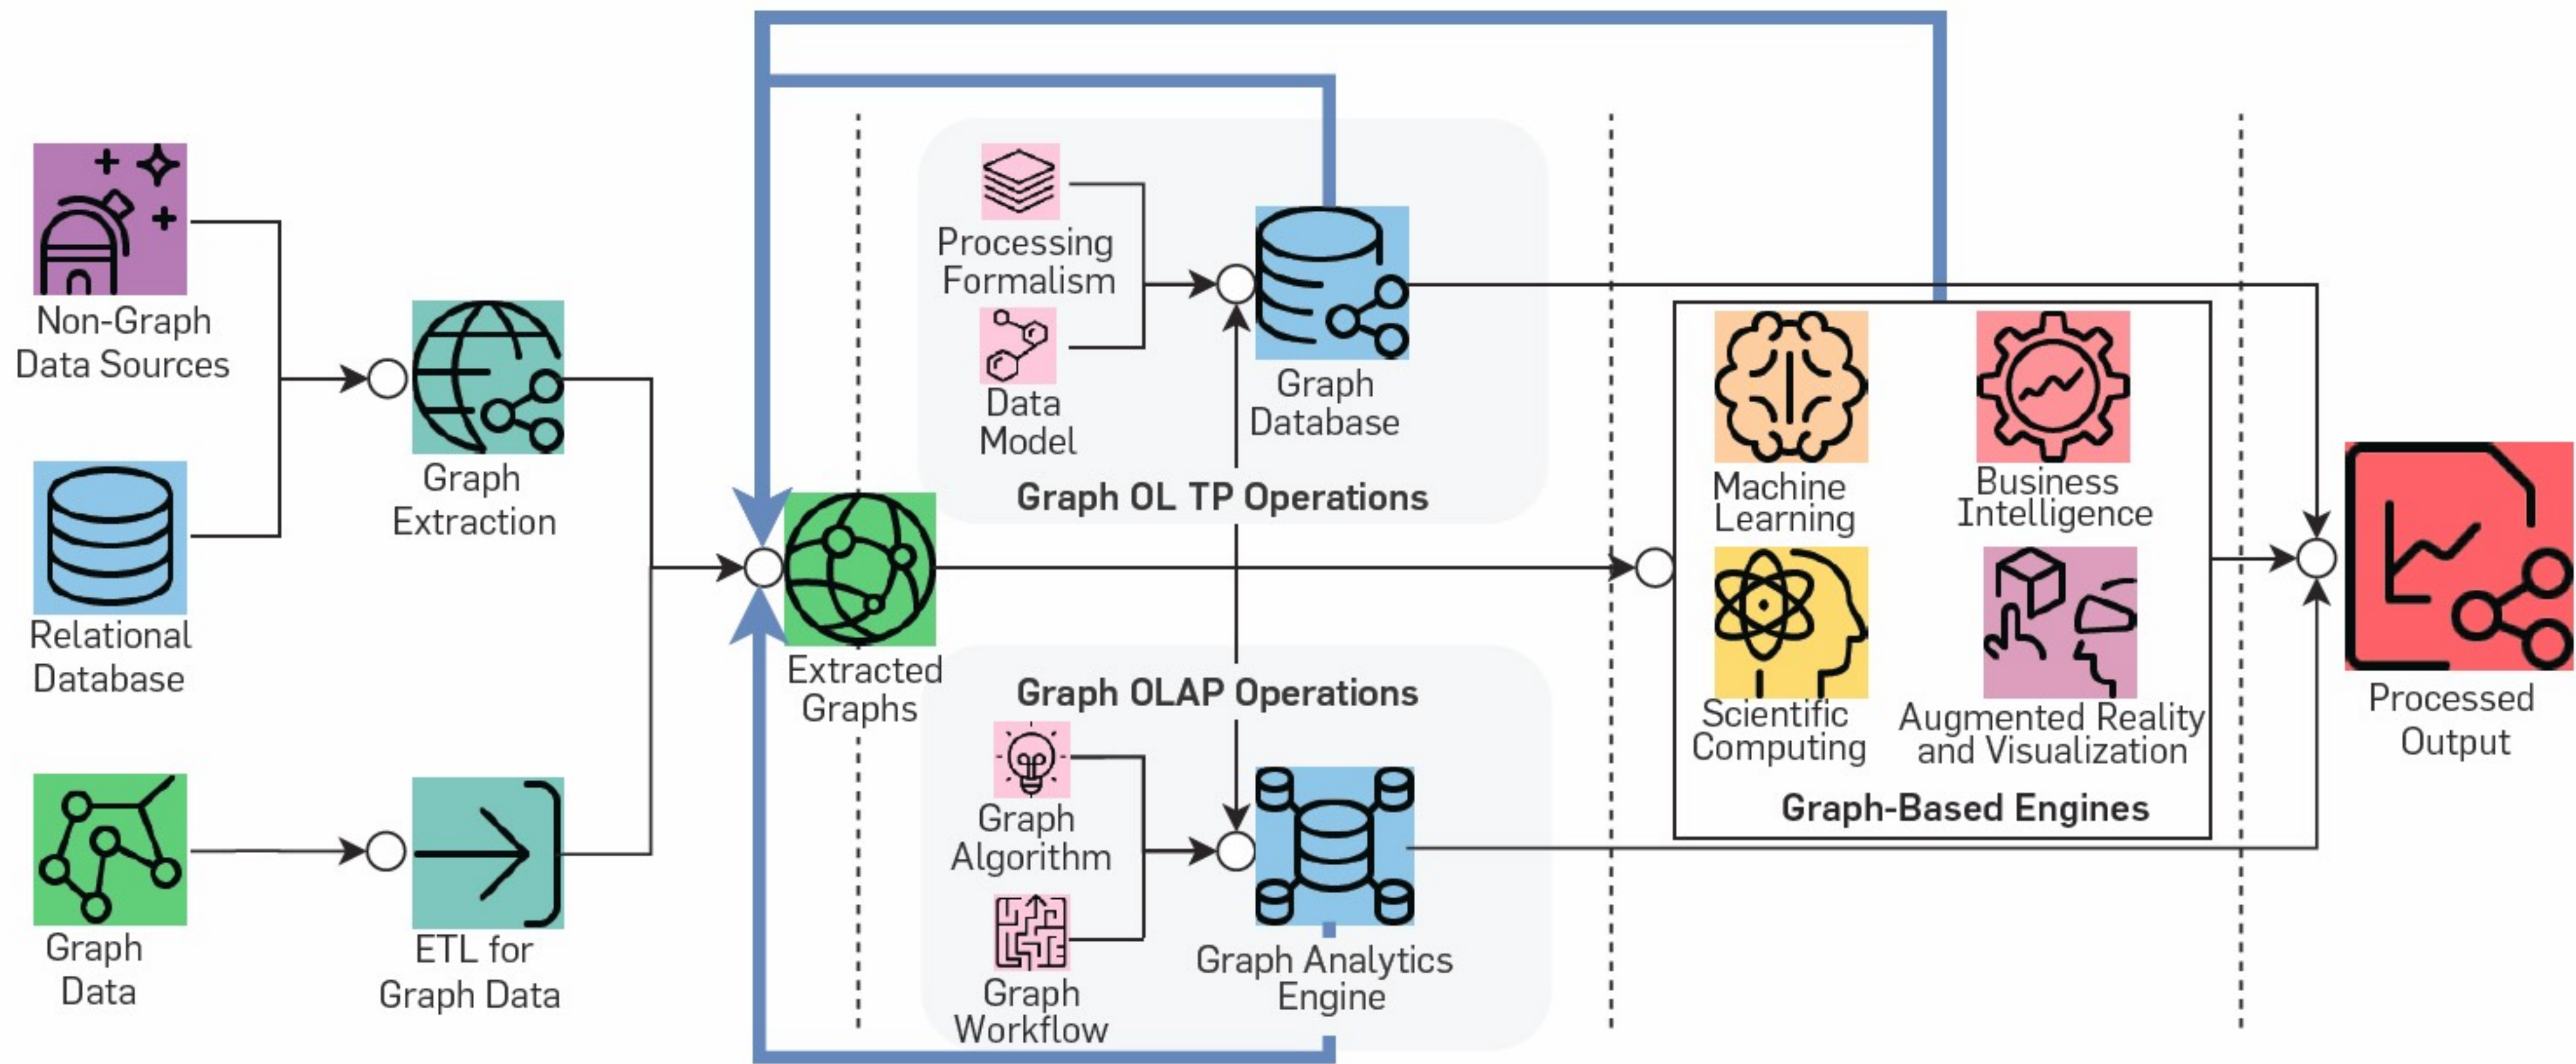 Non-Graph
Data Sources
Relational
Database
Graph
Data
Graph
Extraction
ETL for
Graph Data
Extracted
Graphs
Processing
Formalism
Data
Model
Graph
Database
Graph OL TP Operations
Graph OLAP Operations
Graph
Algorithm
Graph
Workflow
Graph Analytics
Engine
Machine
Learning
Business
Intelligence
Scientific
Computing
Augmented Reality
and Visualization
Graph-Based Engines
Processed
Output